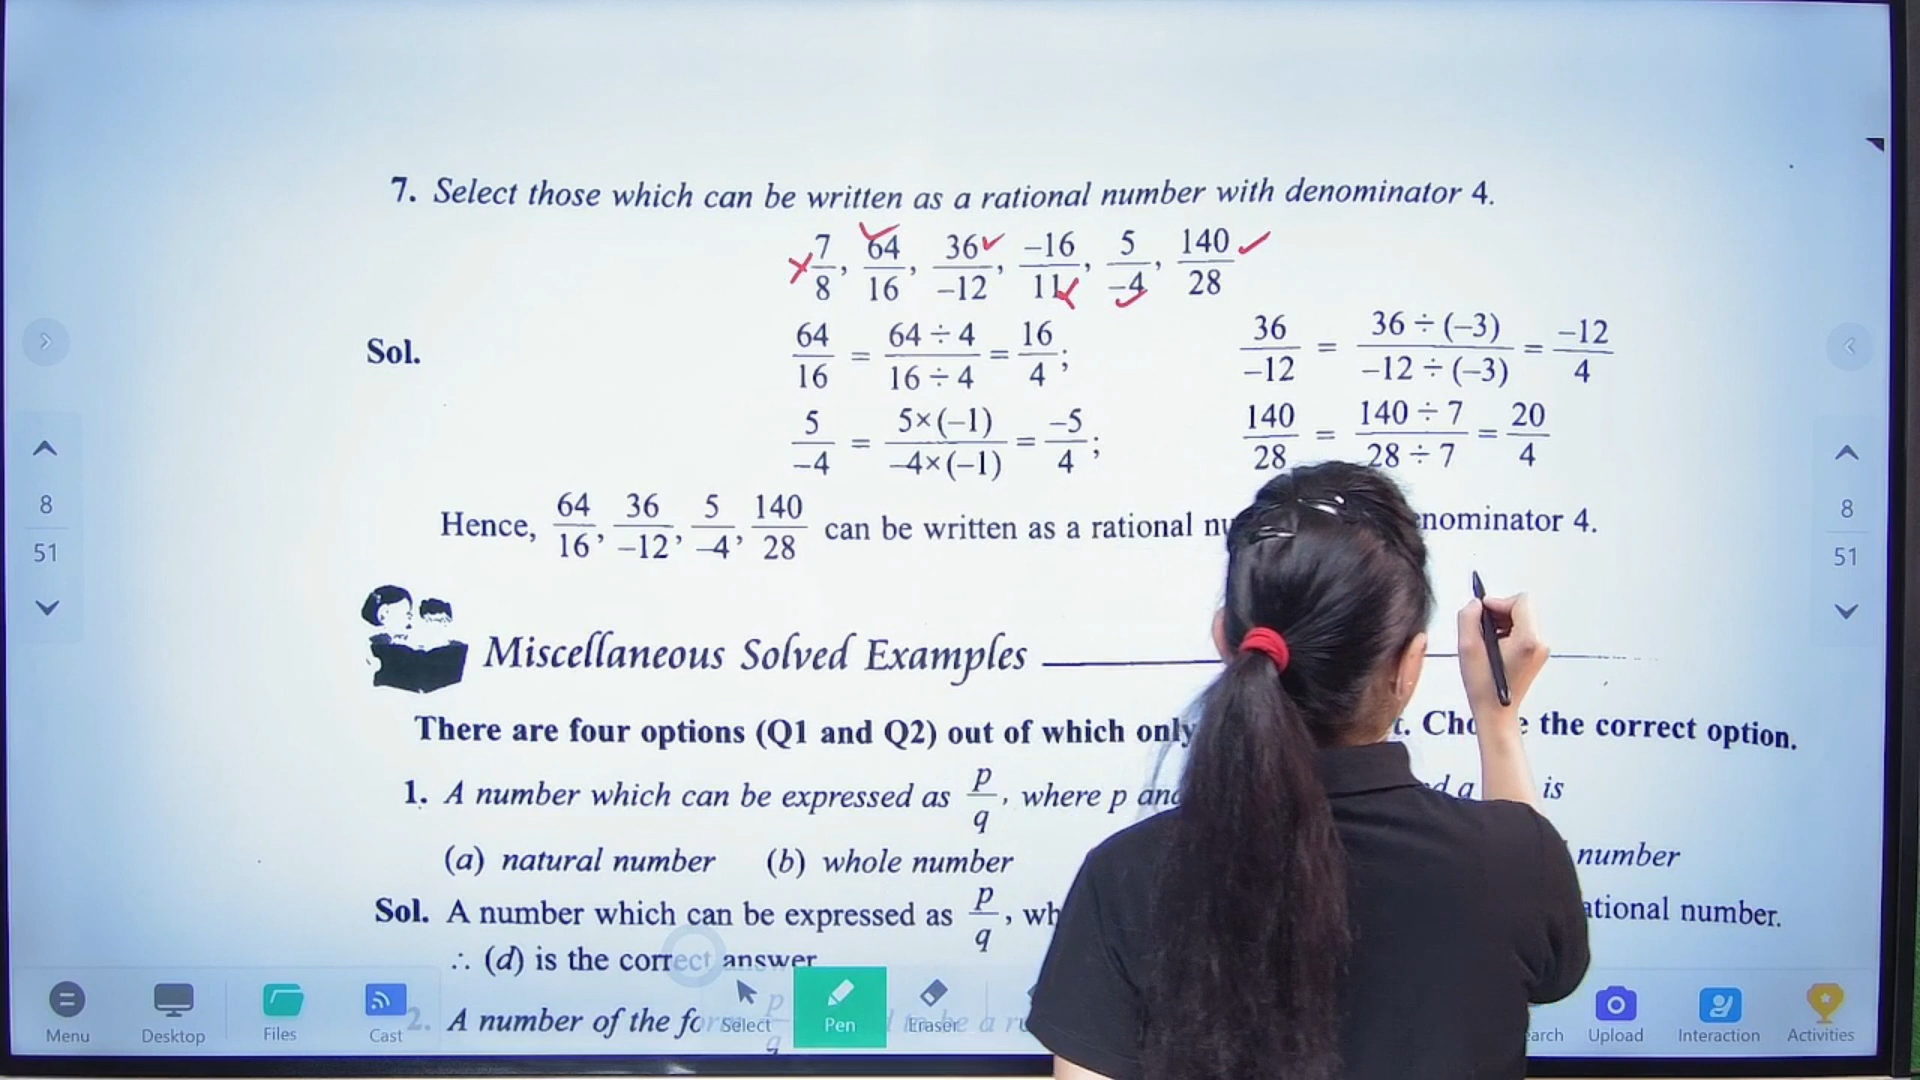 7. Select those which can be written as a rational number with denominator 4.
7/8, 64/16, 36/-12, -16/11, 5/-4, 140/28
Sol. 64/16 = 64 ÷ 4/16 ÷ 4 = 16/4; 36/-12 = 36 ÷ (-3)/-12 ÷ (-3) = -12/4
5/-4 = 5×(-1)/-4×(-1) = -5/4; 140/28 = 140 ÷ 7/28 ÷ 7 = 20/4
Hence, 64/16, 36/-12, 5/-4, 140/28 can be written as a rational 4.
Miscellaneous Solved Examples
There are four options (Q1 and Q2) out of which only the correct option.
1. A number which can be expressed as p/q, where p is
(a) natural number (b) whole number number
Sol. A number which can be expressed as p/q, number.
∴ (d) is the correct answer
2. A number of the p/q be a
8
51
8
51
Menu
Desktop
Files
Cast
Select
Pen
Eraser
Upload
Interaction
Activities